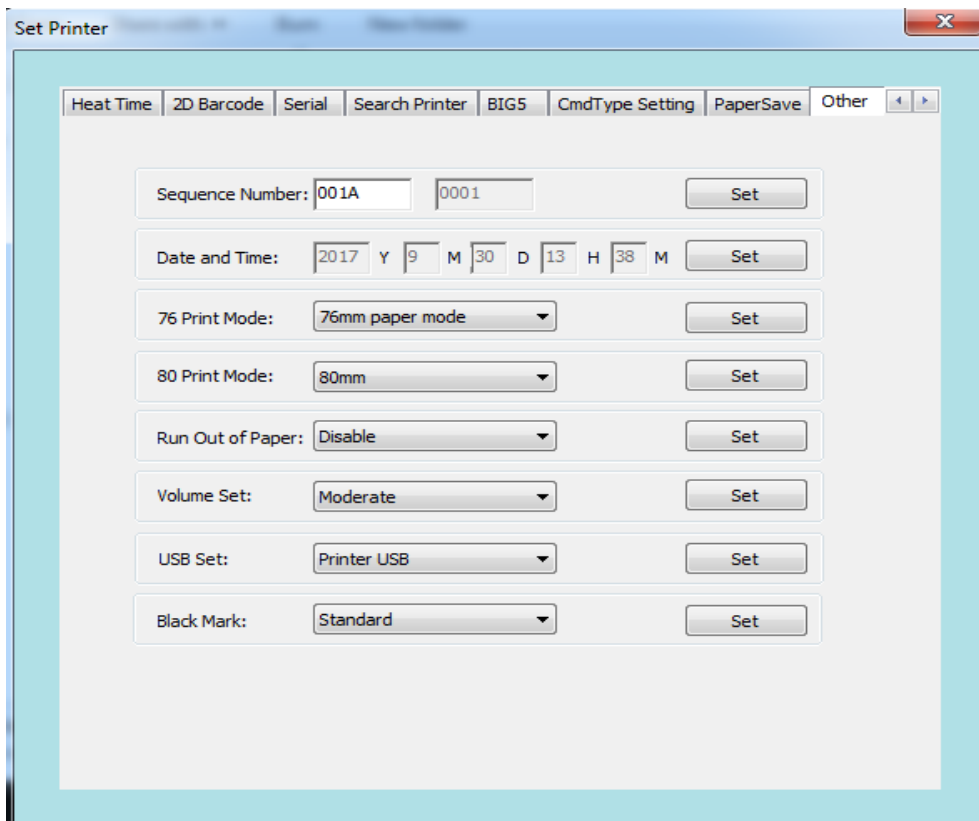 Set Printer
Heat Time 2D Barcode Serial Search Printer BIG5 CmdType Setting PaperSave Other
Sequence Number: 001A 0001 Set
Date and Time: 2017 Y 9 M 30 D 13 H 38 M Set
76 Print Mode: 76mm paper mode Set
80 Print Mode: 80mm Set
Run Out of Paper: Disable Set
Volume Set: Moderate Set
USB Set: Printer USB Set
Black Mark: Standard Set